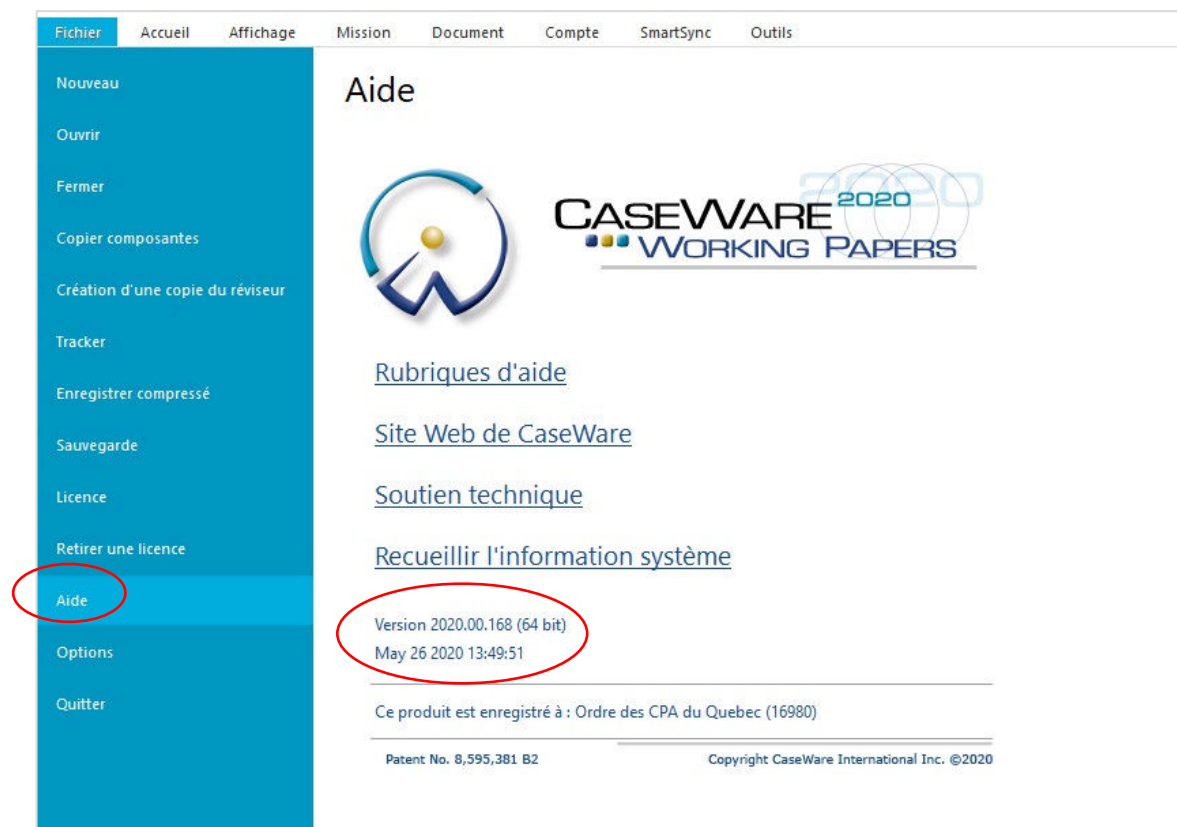 Fichier Accueil Affichage Mission Document Compte SmartSync Outils
Nouveau
Ouvrir
Fermer
Copier composantes
Création d'une copie du réviseur
Tracker
Enregistrer compressé
Sauvegarde
Licence
Retirer une licence
Aide
Options
Quitter
Aide
2020
CASEWARE 2020
WORKING PAPERS
Rubriques d'aide
Site Web de CaseWare
Soutien technique
Recueillir l'information système
Version 2020.00.168 (64 bit)
May 26 2020 13:49:51
Ce produit est enregistré à : Ordre des CPA du Quebec (16980)
Patent No. 8,595,381 B2 Copyright CaseWare International Inc. ©2020